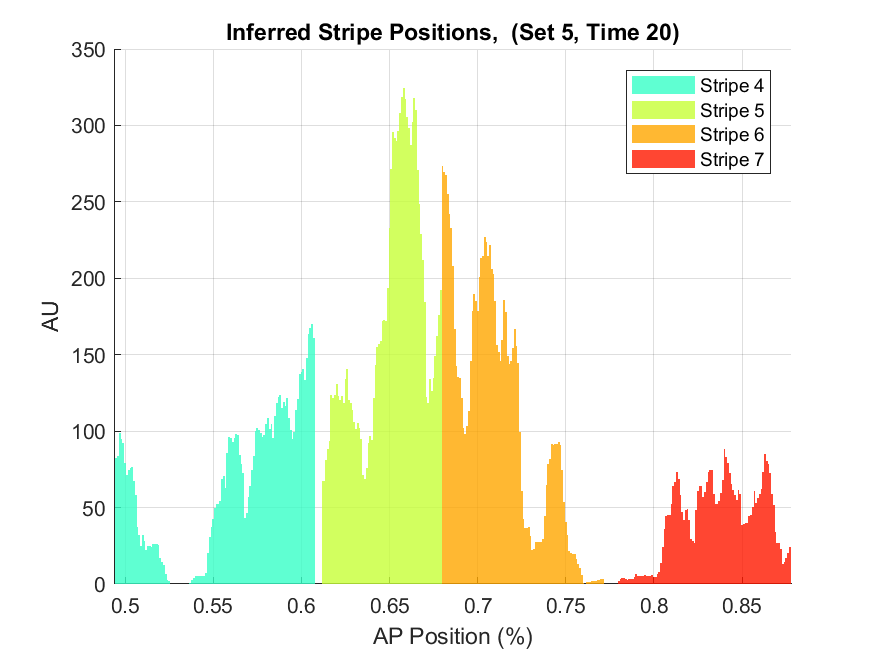 Inferred Stripe Positions,  (Set 5, Time 20)
350
300
250
200
150
100
50
0
AU
Stripe 4
Stripe 5
Stripe 6
Stripe 7
0.5 0.55 0.6 0.65 0.7 0.75 0.8 0.85
AP Position (%)